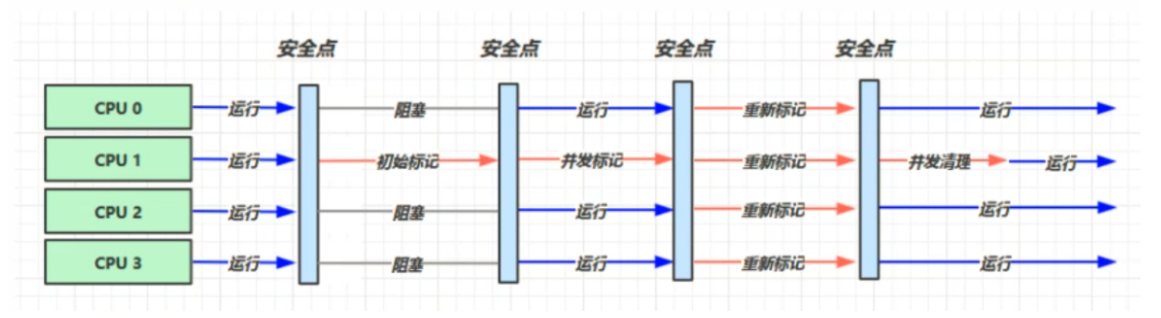 安全点 安全点 安全点 安全点
CPU 0 运行 阻塞 运行 重新标记 运行
CPU 1 运行 初始标记 并发标记 重新标记 并发清理 运行
CPU 2 运行 阻塞 运行 重新标记 运行
CPU 3 运行 阻塞 运行 重新标记 运行